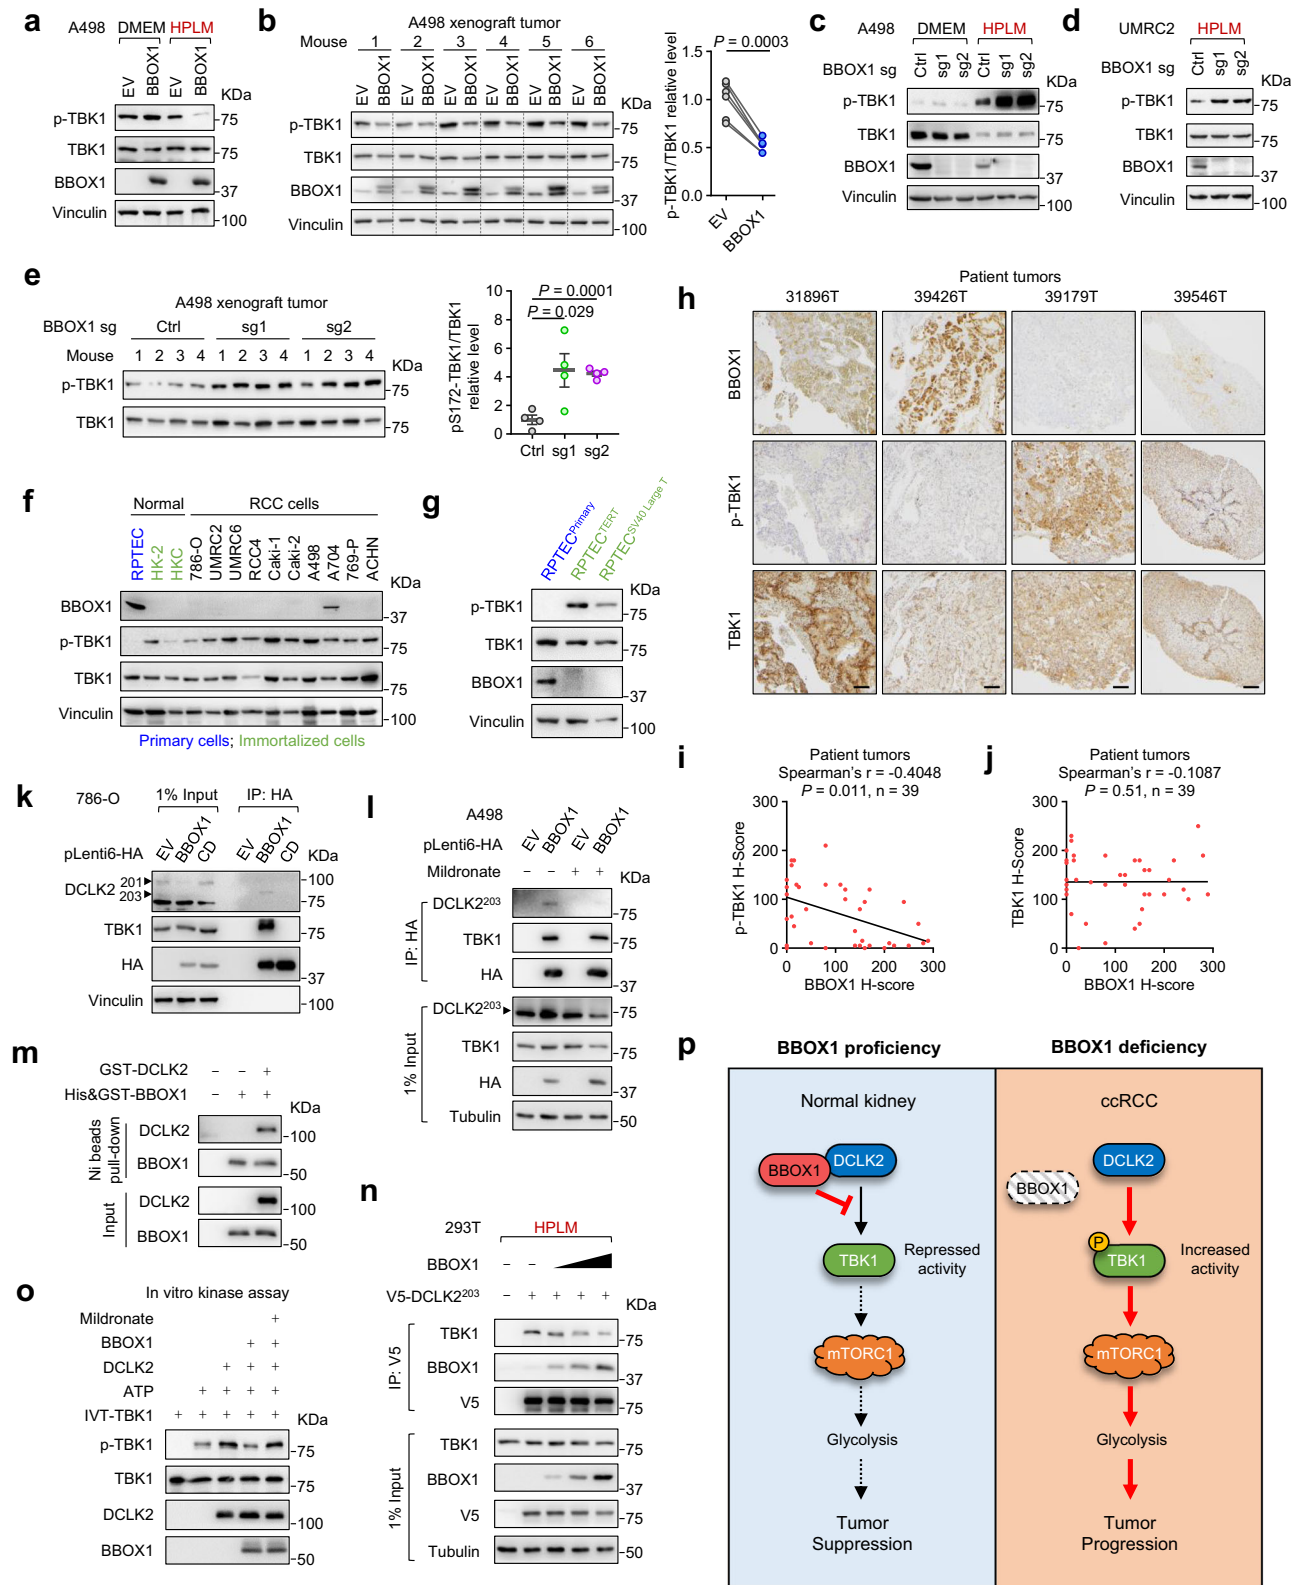 a
A498
DMEM HPLM
EV BBOX1 EV BBOX1
KDa
p-TBK1
-75
TBK1
-75
BBOX1
-37
Vinculin
-100
b
A498 xenograft tumor
Mouse 1 2 3 4 5 6
EV BBOX1 EV BBOX1 EV BBOX1 EV BBOX1 EV BBOX1 EV BBOX1
KDa
p-TBK1
-75
TBK1
-75
BBOX1
-37
Vinculin
-100
P = 0.0003
p-TBK1/TBK1 relative level
1.5
1.0
0.5
0.0
EV BBOX1
c
A498 DMEM HPLM
BBOX1 sg Ctrl sg1 sg2 Ctrl sg1 sg2
KDa
p-TBK1
-75
TBK1
-75
BBOX1
-37
Vinculin
-100
d
UMRC2 HPLM
BBOX1 sg Ctrl sg1 sg2
KDa
p-TBK1
-75
TBK1
-75
BBOX1
-37
Vinculin
-100
e
A498 xenograft tumor
BBOX1 sg Ctrl sg1 sg2
Mouse 1 2 3 4 1 2 3 4 1 2 3 4
KDa
p-TBK1
-75
TBK1
-75
pS172-TBK1/TBK1
relative level
P = 0.0001
P = 0.029
10
8
6
4
2
0
Ctrl sg1 sg2
f
Normal RCC cells
RPTEC HK-2 HKC 786-O UMRC2 UMRC6 RCC4 Caki-1 Caki-2 A498 A704 769-P ACHN
KDa
BBOX1
-37
p-TBK1
-75
TBK1
-75
Vinculin
-100
Primary cells; Immortalized cells
g
RPTEC^Primary RPTEC^TERT RPTEC^SV40 Large T
KDa
p-TBK1
-75
TBK1
BBOX1
-37
Vinculin
-100
h
Patient tumors
31896T 39426T 39179T 39546T
BBOX1
p-TBK1
TBK1
i
Patient tumors
Spearman's r = -0.4048
P = 0.011, n = 39
p-TBK1 H-Score
300
200
100
0
0 100 200 300
BBOX1 H-score
j
Patient tumors
Spearman's r = -0.1087
P = 0.51, n = 39
TBK1 H-Score
300
200
100
0
0 100 200 300
BBOX1 H-score
k
786-O 1% Input IP: HA
pLenti6-HA EV BBOX1 CD EV BBOX1 CD
KDa
DCLK2 201 203
-100
-75
TBK1
-75
HA
-37
Vinculin
-100
l
A498
pLenti6-HA EV BBOX1 EV BBOX1
Mildronate – – + +
KDa
IP: HA
DCLK2²⁰³
-75
TBK1
-75
HA
-37
1% Input
DCLK2²⁰³
-75
TBK1
-75
HA
-37
Tubulin
-50
m
GST-DCLK2 – – +
His&GST-BBOX1 – + +
KDa
Ni beads
pull-down
DCLK2
-100
BBOX1
-50
Input
DCLK2
-100
BBOX1
-50
n
293T HPLM
BBOX1 – –
V5-DCLK2²⁰³ – + + + +
KDa
IP: V5
TBK1
-75
BBOX1
-37
V5
-75
1% Input
TBK1
-75
BBOX1
-37
V5
-75
Tubulin
-50
o
In vitro kinase assay
Mildronate +
BBOX1 + +
DCLK2 + + +
ATP + + + +
IVT-TBK1 + + + + +
KDa
p-TBK1
-75
TBK1
-75
DCLK2
-100
BBOX1
-50
p
BBOX1 proficiency BBOX1 deficiency
Normal kidney
BBOX1
DCLK2
TBK1
Repressed
activity
mTORC1
Glycolysis
Tumor
Suppression
ccRCC
BBOX1
DCLK2
P
TBK1
Increased
activity
mTORC1
Glycolysis
Tumor
Progression